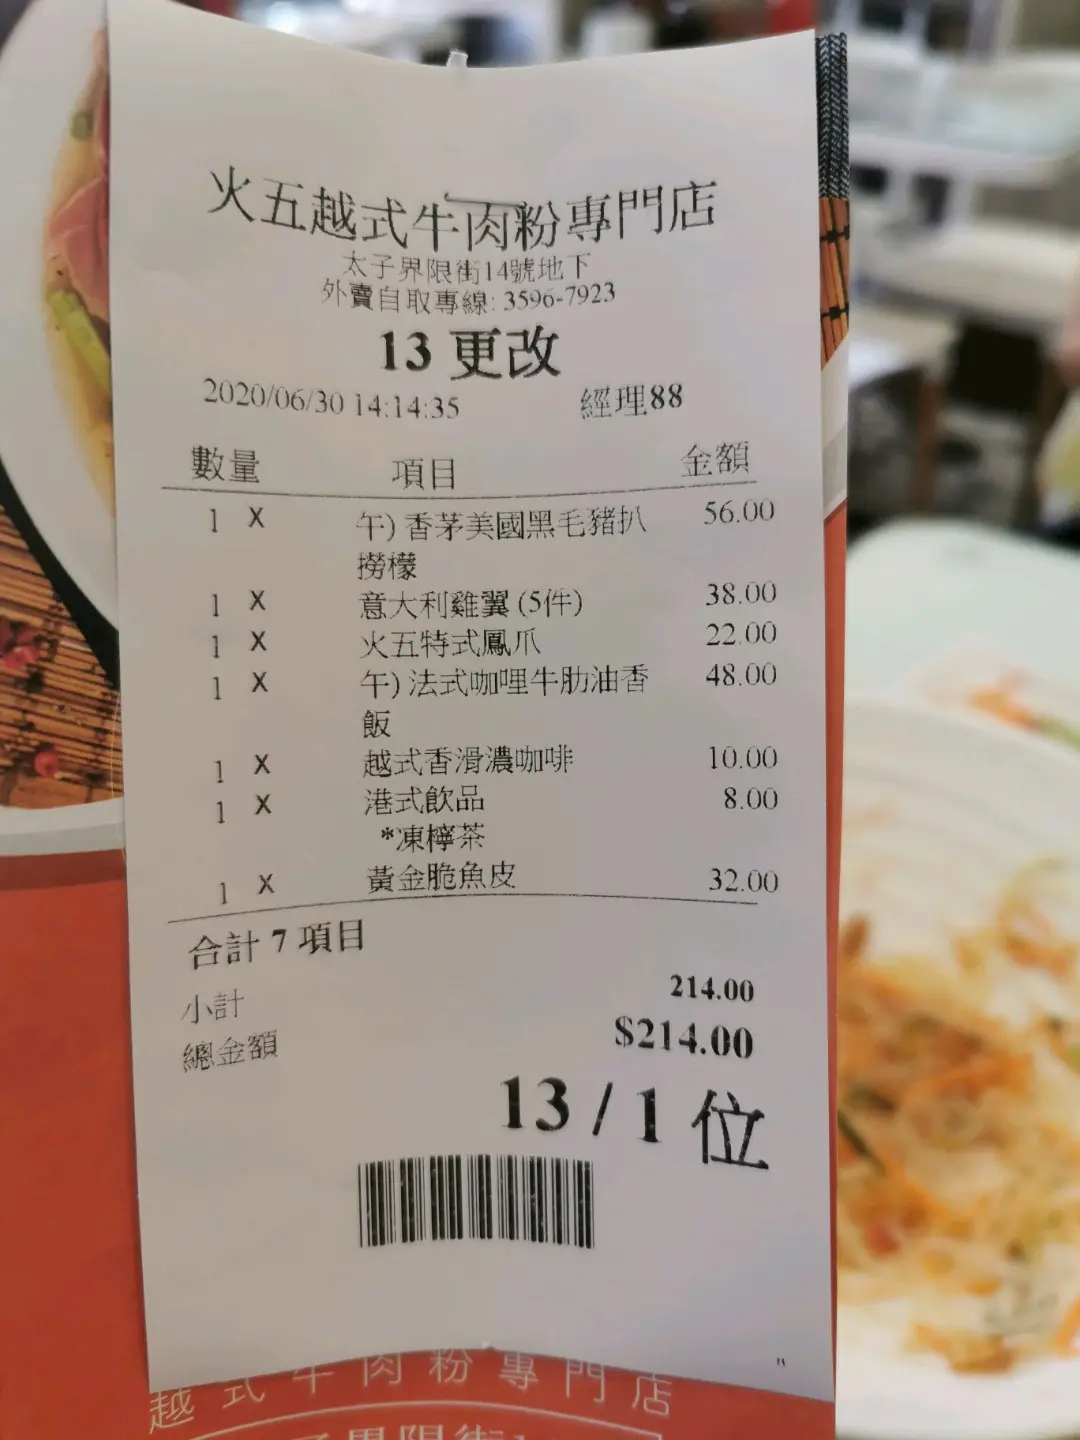 火五越式牛肉粉專門店
太子界限街14號地下
外賣自取專線: 3596-7923
13 更改
2020/06/30 14:14:35 經理88
數量 項目 金額
1 X 午) 香茅美國黑毛豬扒 56.00
撈檬
1 X 意大利雞翼 (5件) 38.00
1 X 火五特式鳳爪 22.00
1 X 午) 法式咖哩牛肋油香 48.00
飯
1 X 越式香滑濃咖啡 10.00
1 X 港式飲品 8.00
*凍檸茶
1 X 黃金脆魚皮 32.00
合計 7 項目
小計 214.00
總金額 $214.00
13 / 1 位
越式牛肉粉專門店
界限街